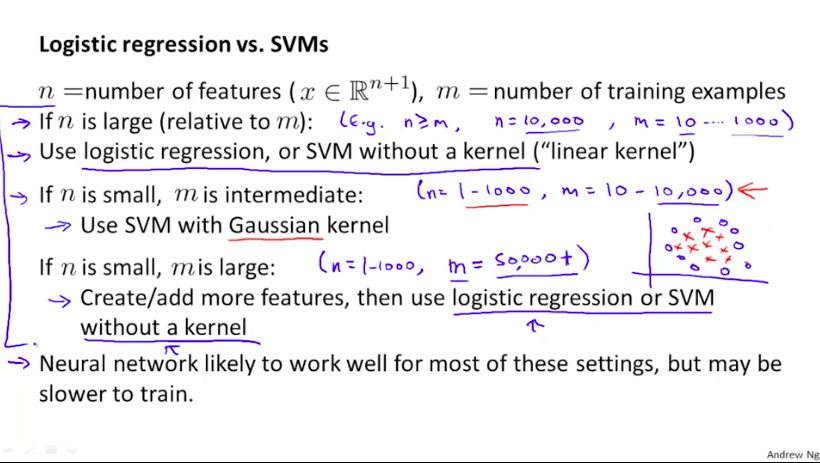 Logistic regression vs. SVMs
n = number of features ( x ∈ ℝⁿ⁺¹ ), m = number of training examples
→ If n is large (relative to m): (E.g. n ≥ m, n = 10,000, m = 10 ... 1000)
→ Use logistic regression, or SVM without a kernel (“linear kernel”)
→ If n is small, m is intermediate: (n = 1 - 1000, m = 10 - 10,000) ←
→ Use SVM with Gaussian kernel
If n is small, m is large: (n = 1 - 1000, m = 50,000+)
→ Create/add more features, then use logistic regression or SVM
without a kernel
→ Neural network likely to work well for most of these settings, but may be
slower to train.
Andrew Ng